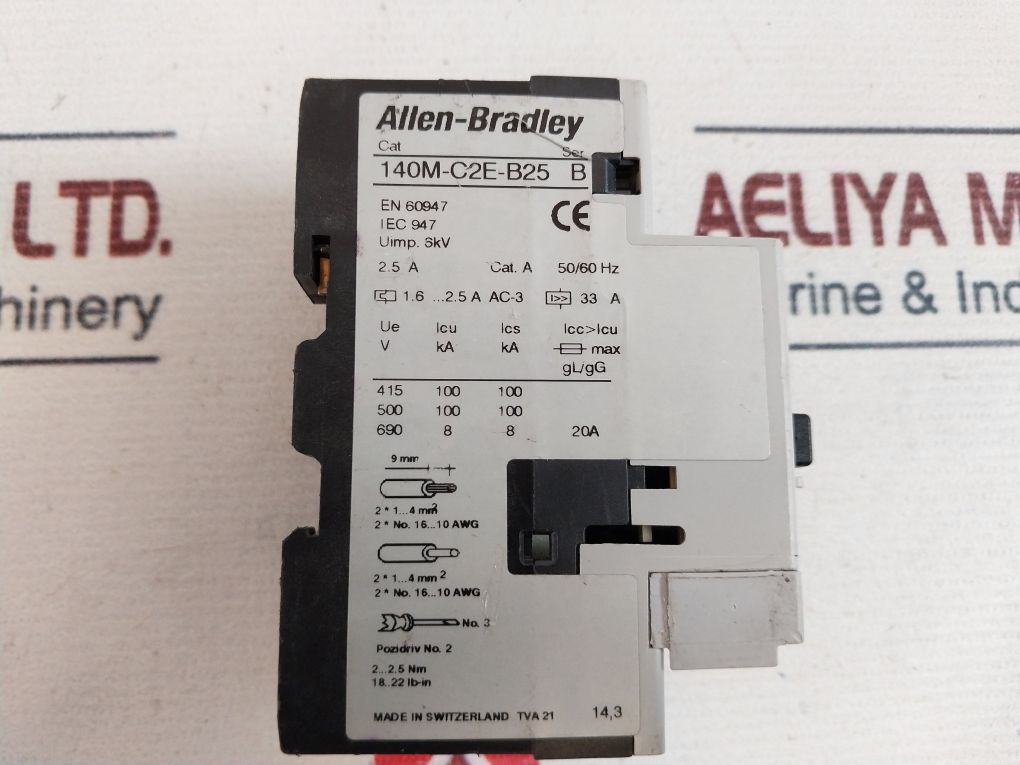 Allen-Bradley
Cat Ser
140M-C2E-B25 B
EN 60947
IEC 947
Uimp. 6kV
CE
2.5 A Cat. A 50/60 Hz
1.6 ...2.5 A AC-3 I>> 33 A
Ue Icu Ics Icc>Icu
V kA kA max
gL/gG
415 100 100
500 100 100
690 8 8 20A
9 mm
2 * 1...4 mm2
2 * No. 16...10 AWG
2 * 1...4 mm2
2 * No. 16...10 AWG
No. 3
Pozidriv No. 2
2...2.5 Nm
18..22 lb-in
MADE IN SWITZERLAND TVA 21 14,3
LTD.
hinery
AELIYA M
rine & Ind